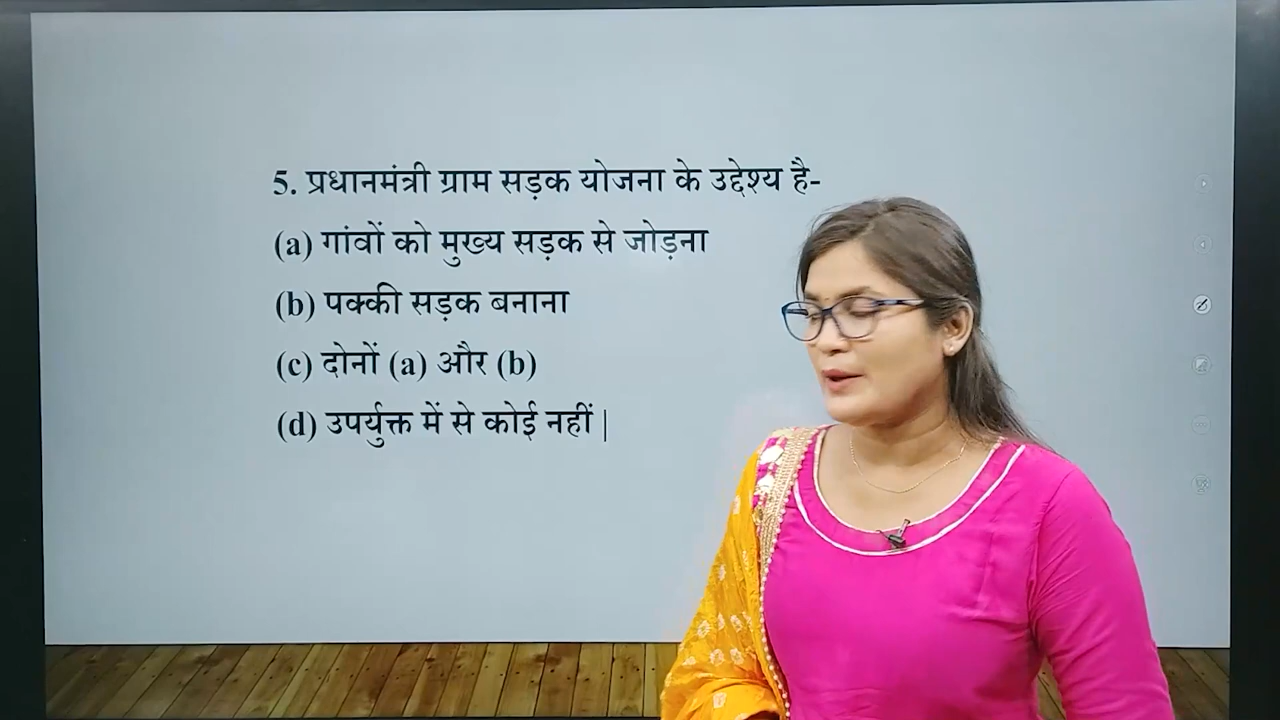 5. प्रधानमंत्री ग्राम सड़क योजना के उद्देश्य है-
(a) गांवों को मुख्य सड़क से जोड़ना
(b) पक्की सड़क बनाना
(c) दोनों (a) और (b)
(d) उपर्युक्त में से कोई नहीं |